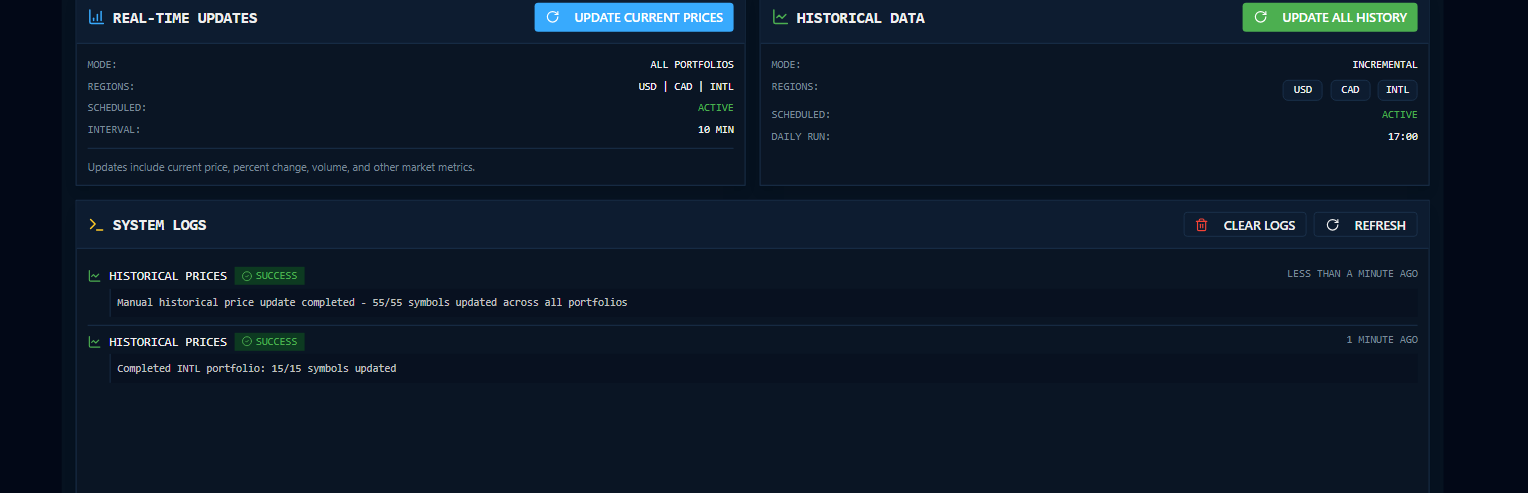 REAL-TIME UPDATES
UPDATE CURRENT PRICES
MODE: ALL PORTFOLIOS
REGIONS: USD | CAD | INTL
SCHEDULED: ACTIVE
INTERVAL: 10 MIN
Updates include current price, percent change, volume, and other market metrics.
HISTORICAL DATA
UPDATE ALL HISTORY
MODE: INCREMENTAL
REGIONS: USD CAD INTL
SCHEDULED: ACTIVE
DAILY RUN: 17:00
SYSTEM LOGS
CLEAR LOGS
REFRESH
HISTORICAL PRICES SUCCESS LESS THAN A MINUTE AGO
Manual historical price update completed - 55/55 symbols updated across all portfolios
HISTORICAL PRICES SUCCESS 1 MINUTE AGO
Completed INTL portfolio: 15/15 symbols updated